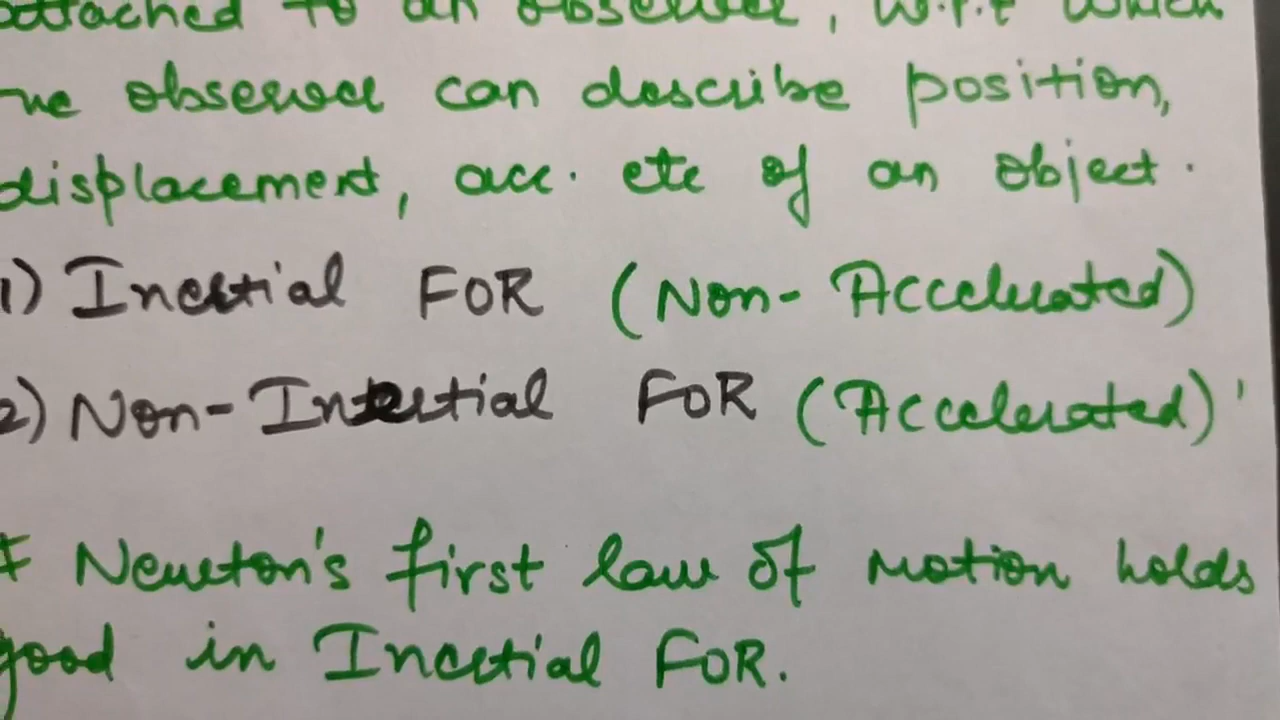 attached to an observer, w.r.t which
the observer can describe position,
displacement, acc. etc of an object.
1) Inertial FOR (Non-Accelerated)
2) Non-Inertial FOR (Accelerated)
* Newton's first law of motion holds
good in Inertial FOR.